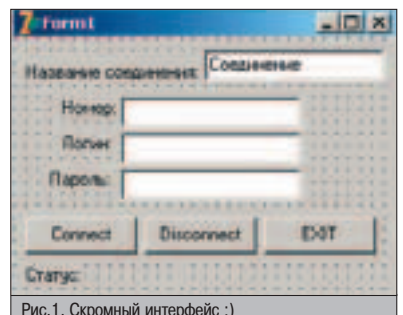 Form1
Название соединения: Соединение
Номер:
Логин:
Пароль:
Connect Disconnect EXIT
Статус:
Рис.1. Скромный интерфейс :)